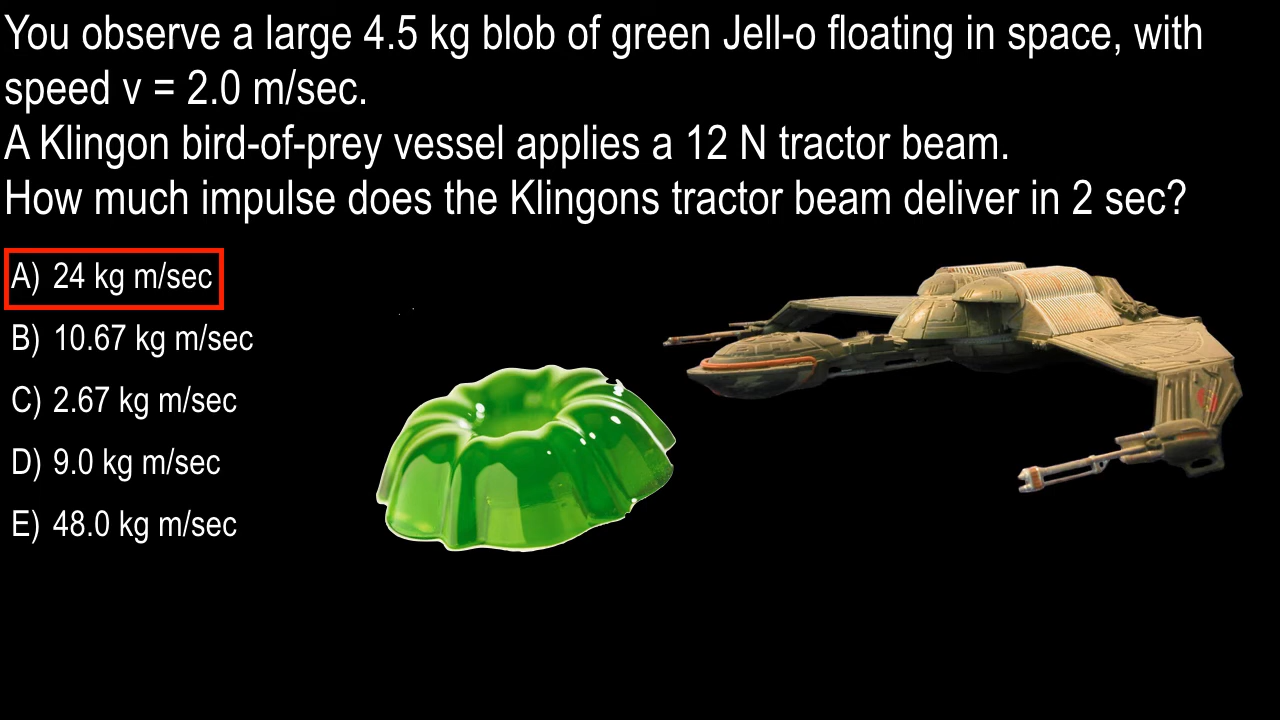 You observe a large 4.5 kg blob of green Jell-o floating in space, with
speed v = 2.0 m/sec.
A Klingon bird-of-prey vessel applies a 12 N tractor beam.
How much impulse does the Klingons tractor beam deliver in 2 sec?
A) 24 kg m/sec
B) 10.67 kg m/sec
C) 2.67 kg m/sec
D) 9.0 kg m/sec
E) 48.0 kg m/sec